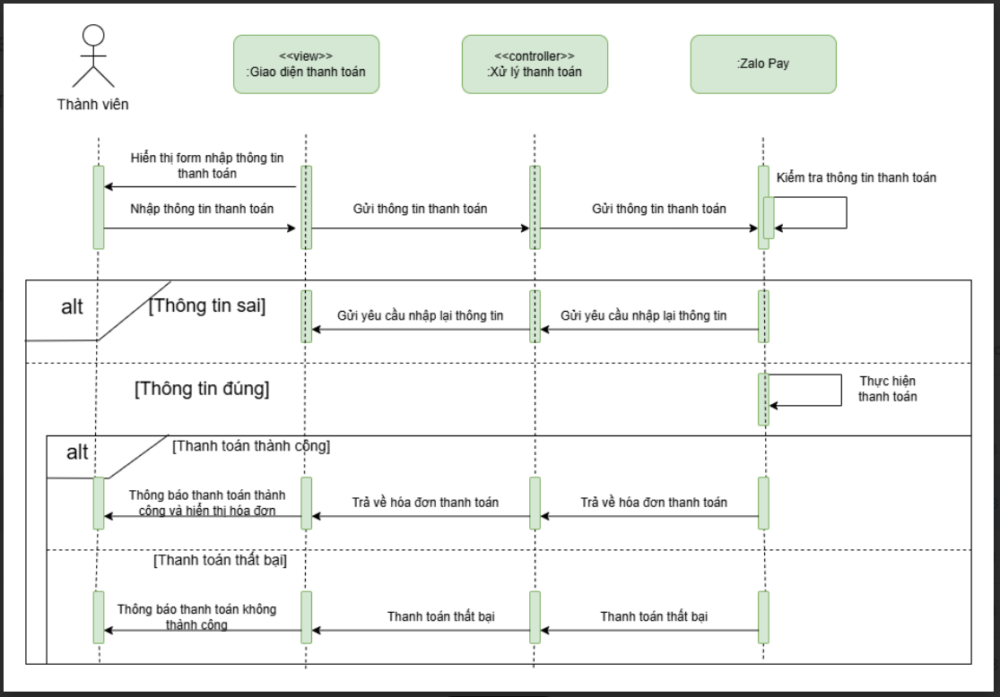 <<view>>
:Giao diện thanh toán
<<controller>>
:Xử lý thanh toán
:Zalo Pay
Thành viên
Hiển thị form nhập thông tin
thanh toán
Kiểm tra thông tin thanh toán
Nhập thông tin thanh toán
Gửi thông tin thanh toán
Gửi thông tin thanh toán
alt
[Thông tin sai]
Gửi yêu cầu nhập lại thông tin
Gửi yêu cầu nhập lại thông tin
[Thông tin đúng]
Thực hiện
thanh toán
alt
[Thanh toán thành công]
Thông báo thanh toán thành
công và hiển thị hóa đơn
Trả về hóa đơn thanh toán
Trả về hóa đơn thanh toán
[Thanh toán thất bại]
Thông báo thanh toán không
thành công
Thanh toán thất bại
Thanh toán thất bại